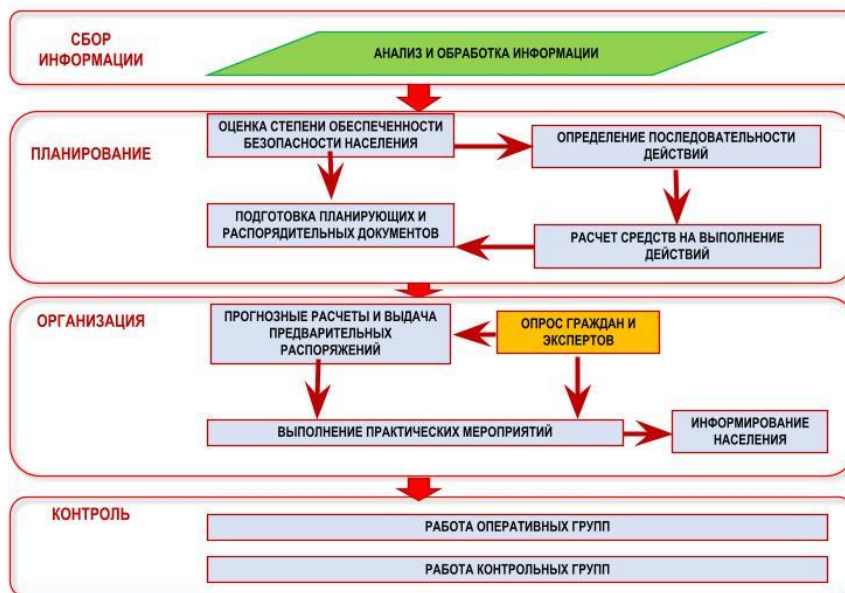 СБОР
ИНФОРМАЦИИ
АНАЛИЗ И ОБРАБОТКА ИНФОРМАЦИИ
ПЛАНИРОВАНИЕ
ОЦЕНКА СТЕПЕНИ ОБЕСПЕЧЕННОСТИ
БЕЗОПАСНОСТИ НАСЕЛЕНИЯ
ОПРЕДЕЛЕНИЕ ПОСЛЕДОВАТЕЛЬНОСТИ
ДЕЙСТВИЙ
ПОДГОТОВКА ПЛАНИРУЮЩИХ И
РАСПОРЯДИТЕЛЬНЫХ ДОКУМЕНТОВ
РАСЧЕТ СРЕДСТВ НА ВЫПОЛНЕНИЕ
ДЕЙСТВИЙ
ОРГАНИЗАЦИЯ
ПРОГНОЗНЫЕ РАСЧЕТЫ И ВЫДАЧА
ПРЕДВАРИТЕЛЬНЫХ
РАСПОРЯЖЕНИЙ
ОПРОС ГРАЖДАН И
ЭКСПЕРТОВ
ВЫПОЛНЕНИЕ ПРАКТИЧЕСКИХ МЕРОПРИЯТИЙ
ИНФОРМИРОВАНИЕ
НАСЕЛЕНИЯ
КОНТРОЛЬ
РАБОТА ОПЕРАТИВНЫХ ГРУПП
РАБОТА КОНТРОЛЬНЫХ ГРУПП